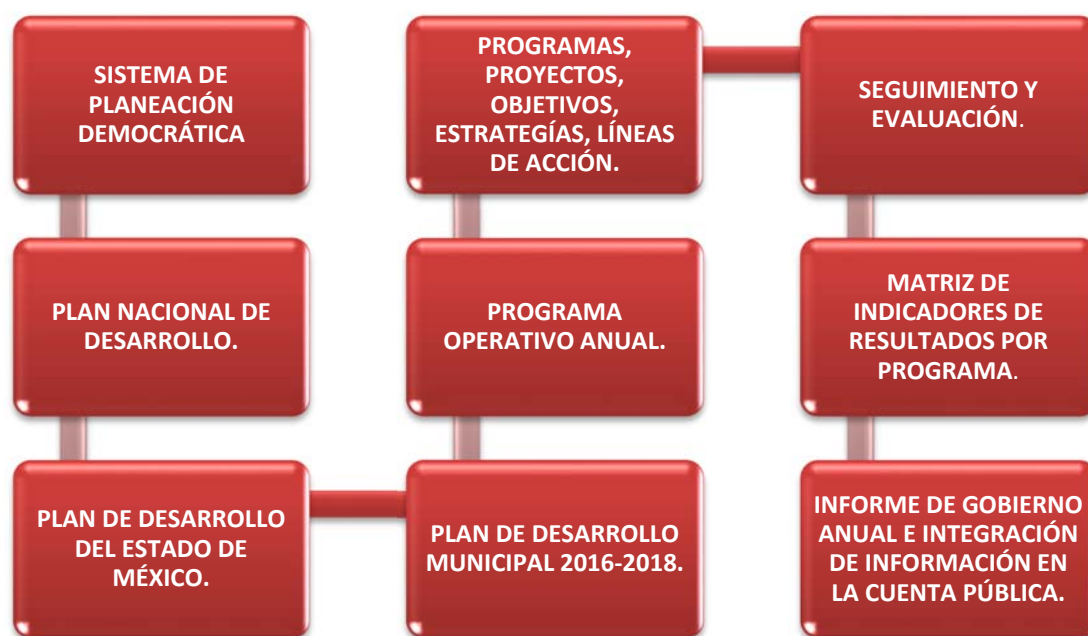 SISTEMA DE
PLANEACIÓN
DEMOCRÁTICA
PLAN NACIONAL DE
DESARROLLO.
PLAN DE DESARROLLO
DEL ESTADO DE
MÉXICO.
PLAN DE DESARROLLO
MUNICIPAL 2016-2018.
PROGRAMA
OPERATIVO ANUAL.
PROGRAMAS,
PROYECTOS,
OBJETIVOS,
ESTRATEGÍAS, LÍNEAS
DE ACCIÓN.
SEGUIMIENTO Y
EVALUACIÓN.
MATRIZ DE
INDICADORES DE
RESULTADOS POR
PROGRAMA.
INFORME DE GOBIERNO
ANUAL E INTEGRACIÓN
DE INFORMACIÓN EN
LA CUENTA PÚBLICA.